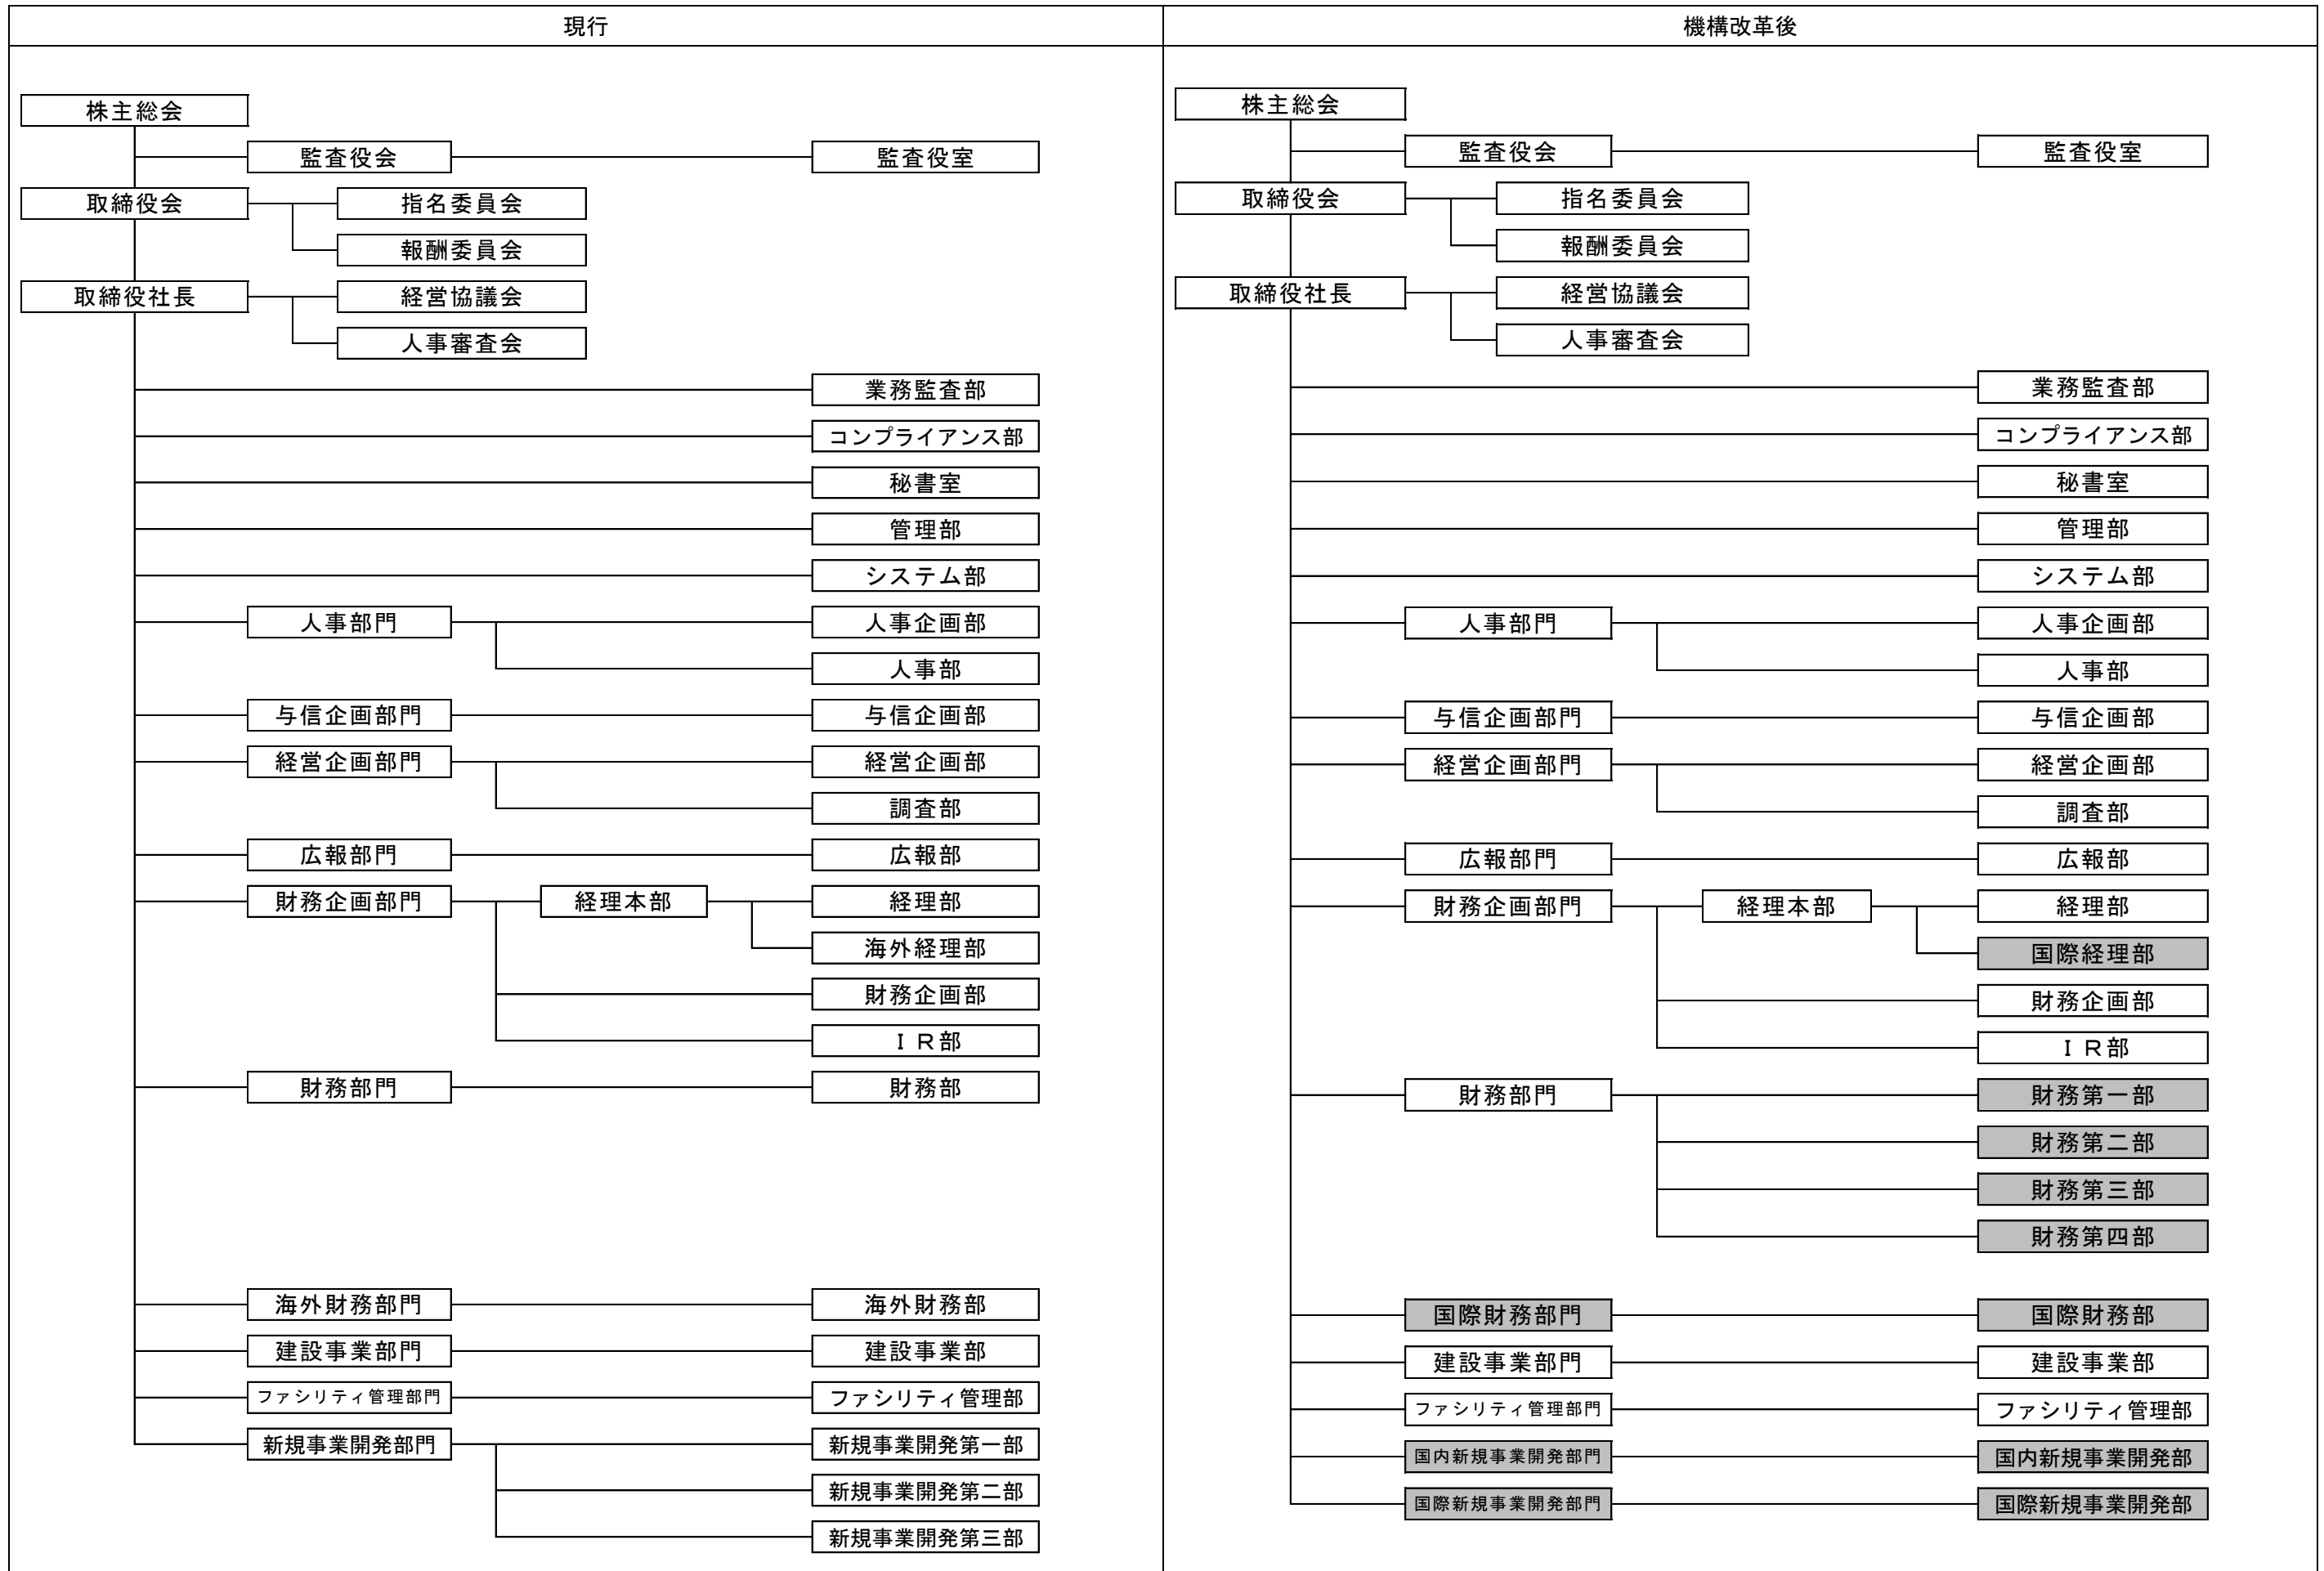 現行
株主総会
監査役会 監査役室
取締役会 指名委員会
報酬委員会
取締役社長 経営協議会
人事審査会
業務監査部
コンプライアンス部
秘書室
管理部
システム部
人事部門 人事企画部
人事部
与信企画部門 与信企画部
経営企画部門 経営企画部
調査部
広報部門 広報部
財務企画部門 経理本部 経理部
海外経理部
財務企画部
ＩＲ部
財務部門 財務部
海外財務部門 海外財務部
建設事業部門 建設事業部
ファシリティ管理部門 ファシリティ管理部
新規事業開発部門 新規事業開発第一部
新規事業開発第二部
新規事業開発第三部
機構改革後
株主総会
監査役会 監査役室
取締役会 指名委員会
報酬委員会
取締役社長 経営協議会
人事審査会
業務監査部
コンプライアンス部
秘書室
管理部
システム部
人事部門 人事企画部
人事部
与信企画部門 与信企画部
経営企画部門 経営企画部
調査部
広報部門 広報部
財務企画部門 経理本部 経理部
国際経理部
財務企画部
ＩＲ部
財務部門 財務第一部
財務第二部
財務第三部
財務第四部
国際財務部門 国際財務部
建設事業部門 建設事業部
ファシリティ管理部門 ファシリティ管理部
国内新規事業開発部門 国内新規事業開発部
国際新規事業開発部門 国際新規事業開発部